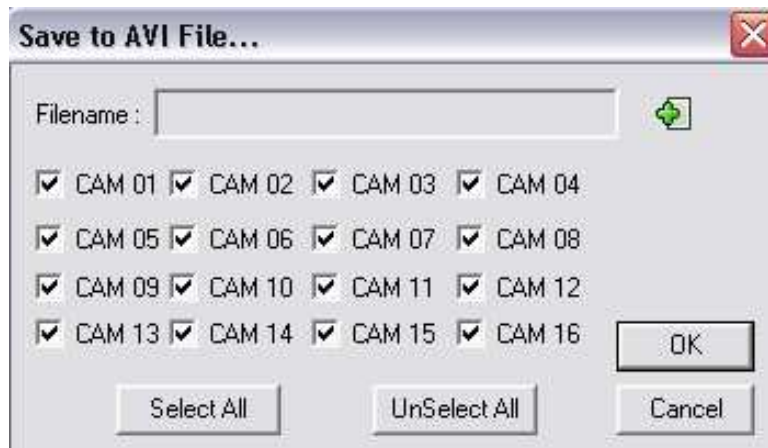 Save to AVI File...
Filename :
CAM 01 CAM 02 CAM 03 CAM 04
CAM 05 CAM 06 CAM 07 CAM 08
CAM 09 CAM 10 CAM 11 CAM 12
CAM 13 CAM 14 CAM 15 CAM 16
OK
Select All UnSelect All Cancel